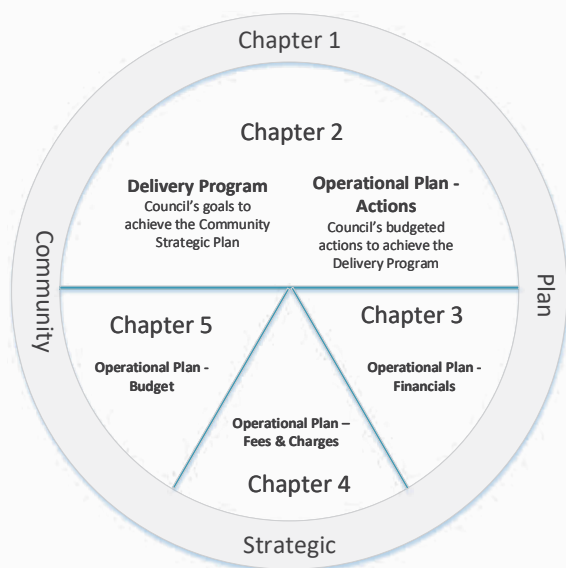 Chapter 1
Chapter 2
Delivery Program
Council's goals to
achieve the Community
Strategic Plan
Operational Plan -
Actions
Council's budgeted
actions to achieve the
Delivery Program
Community
Plan
Chapter 5
Operational Plan -
Budget
Chapter 3
Operational Plan -
Financials
Operational Plan –
Fees & Charges
Chapter 4
Strategic